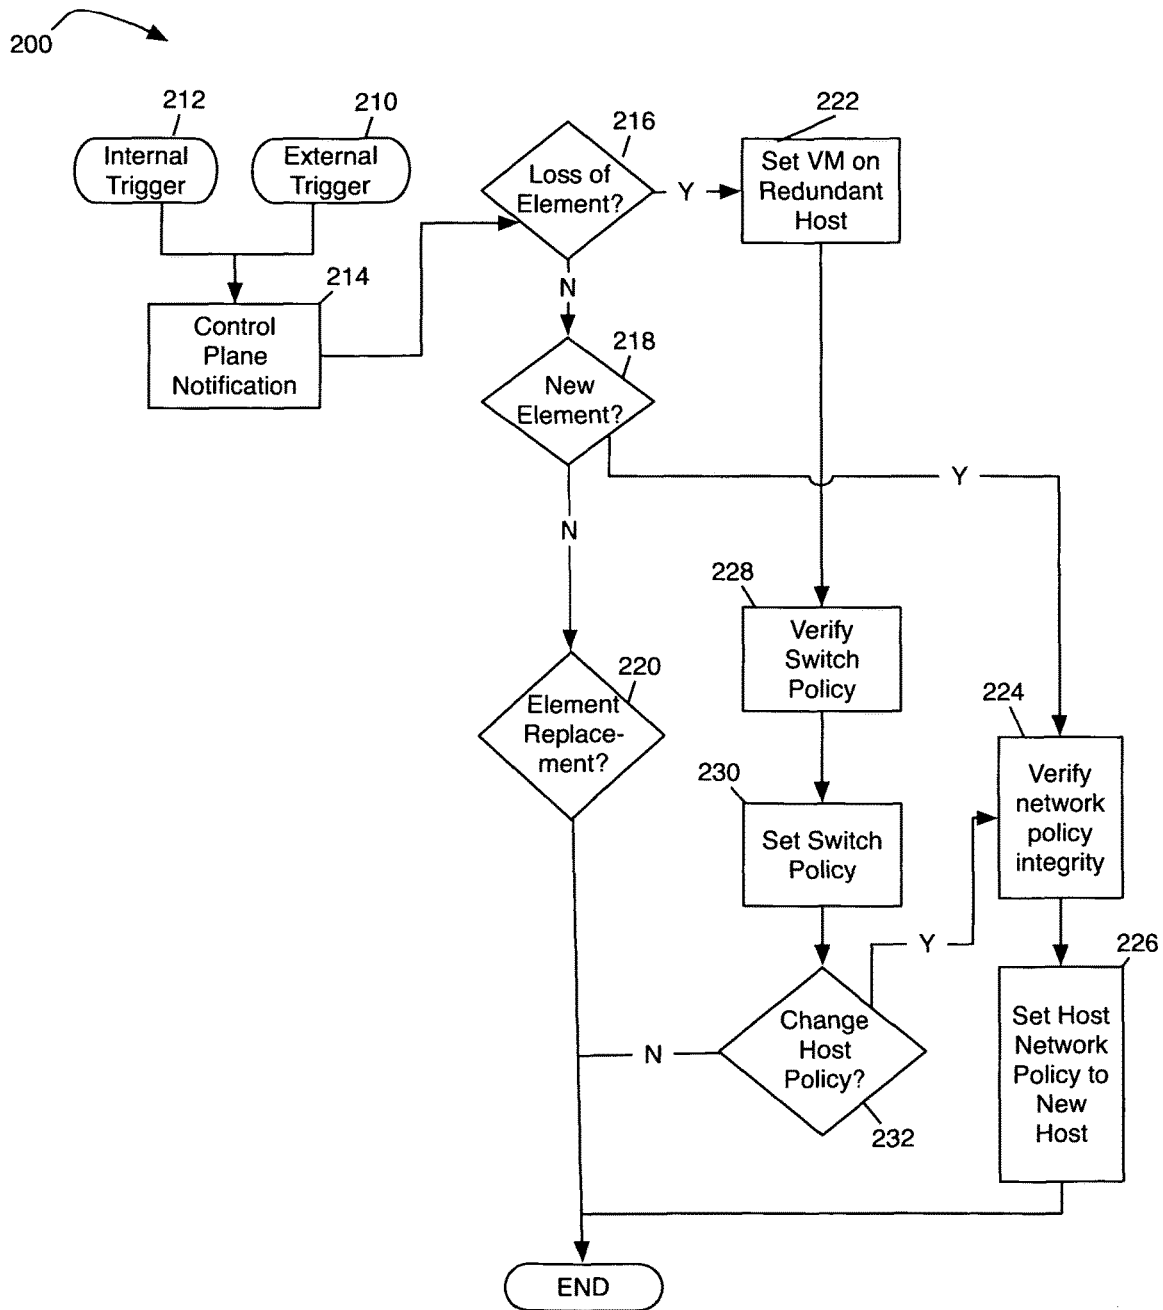 200
212
210
216
222
Internal
Trigger
External
Trigger
Loss of
Element?
Y
Set VM on
Redundant
Host
214
N
Control
Plane
Notification
218
New
Element?
Y
N
228
Verify
Switch
Policy
220
Element
Replace-
ment?
224
Verify
network
policy
integrity
230
Set Switch
Policy
Y
226
Change
Host
Policy?
N
232
Set Host
Network
Policy to
New
Host
END